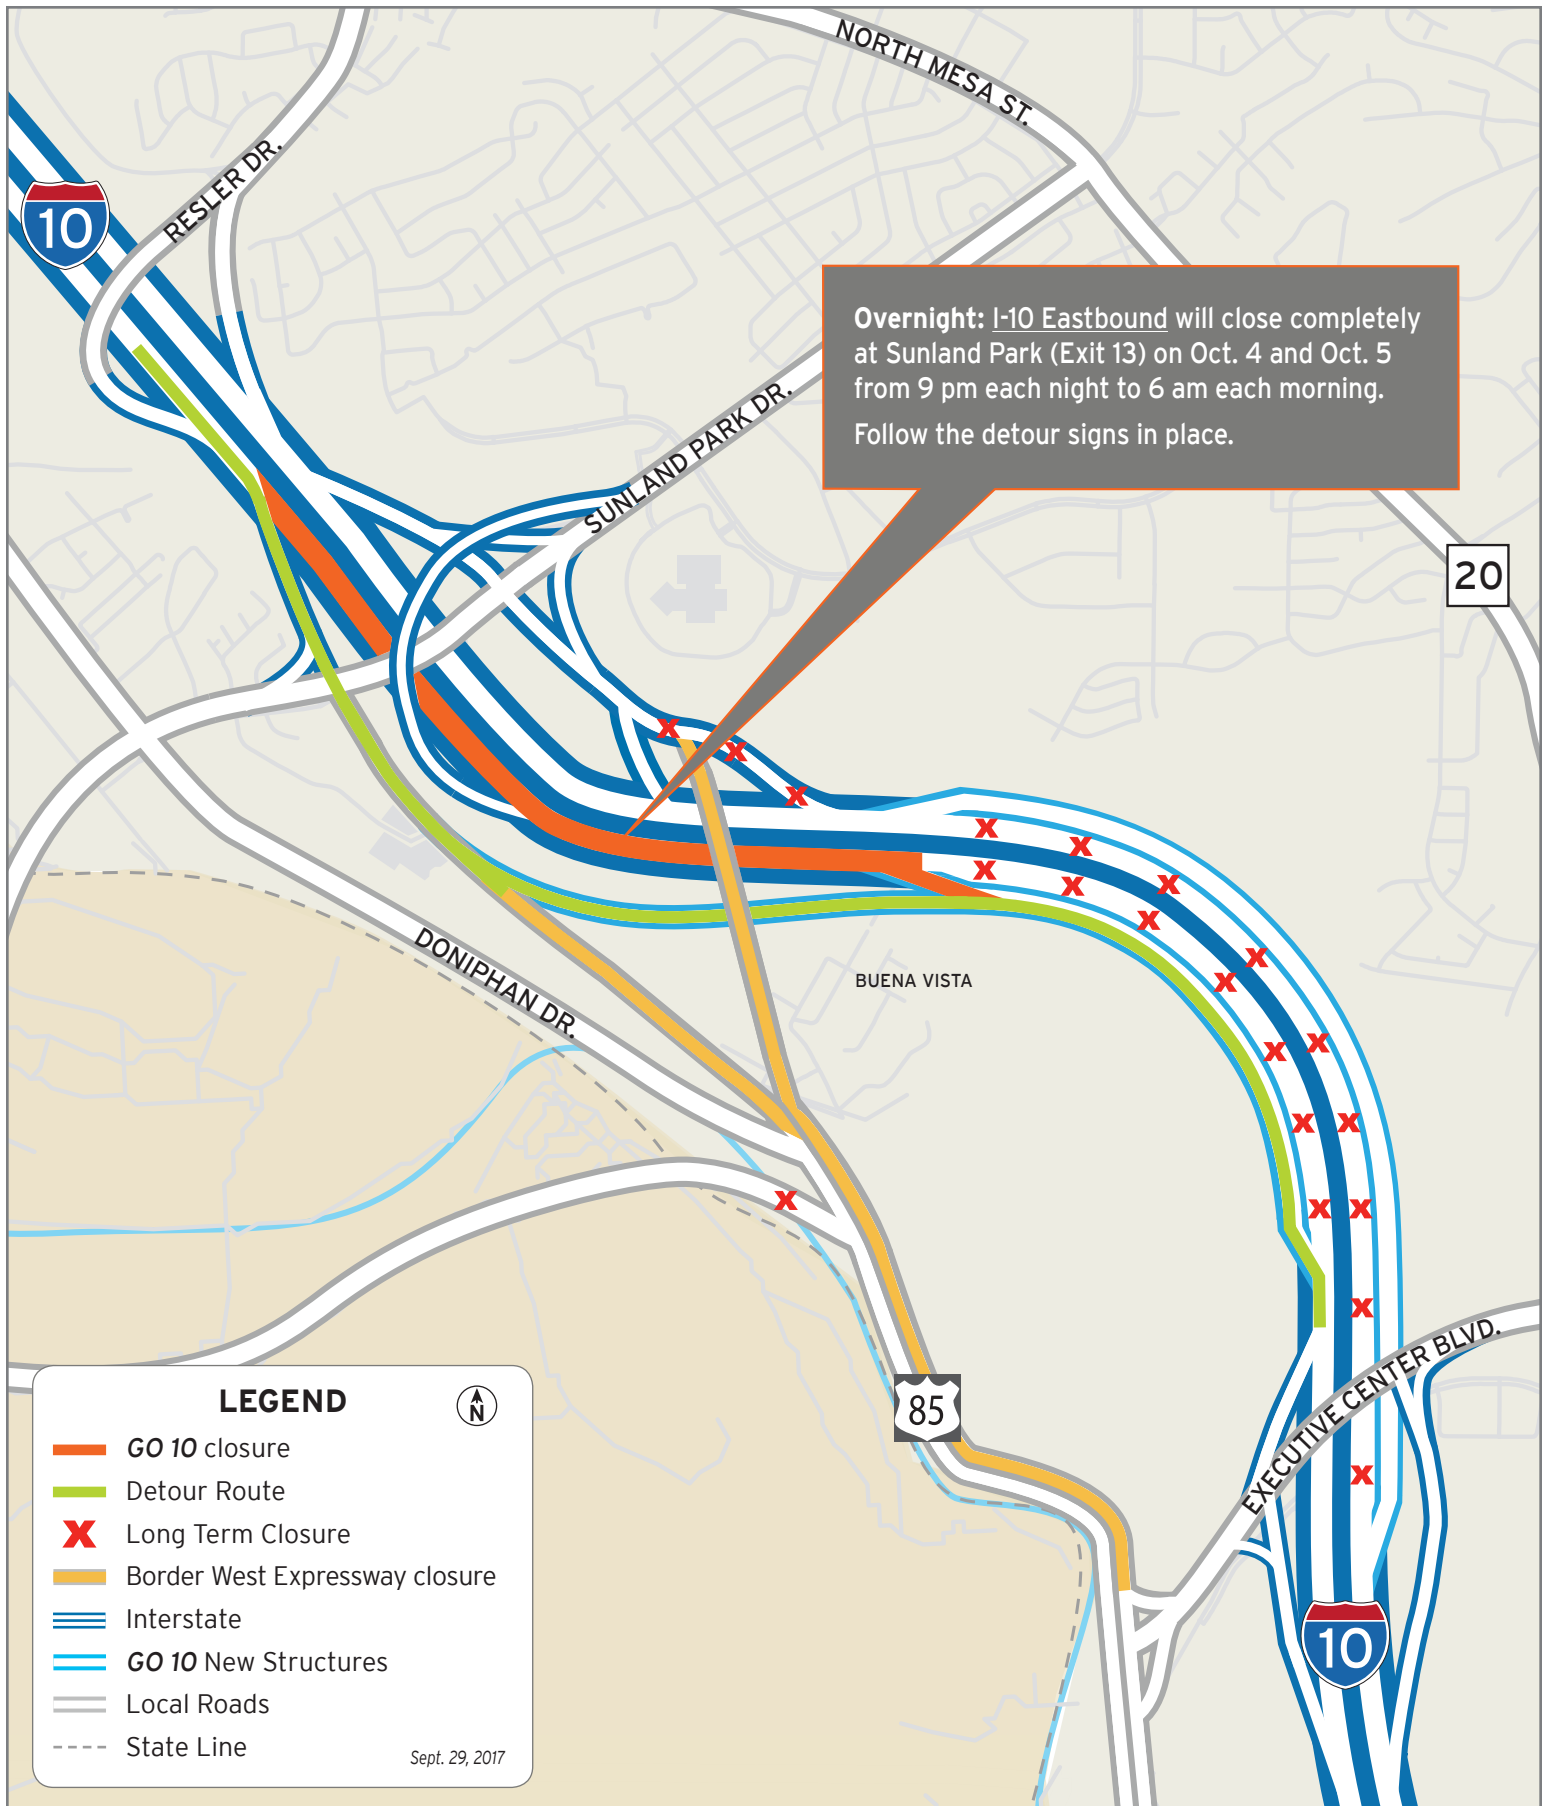 NORTH MESA ST.
RESLER DR.
10
Overnight: I-10 Eastbound will close completely
at Sunland Park (Exit 13) on Oct. 4 and Oct. 5
from 9 pm each night to 6 am each morning.
Follow the detour signs in place.
SUNLAND PARK DR.
20
DONIPHAN DR.
BUENA VISTA
85
EXECUTIVE CENTER BLVD.
10
LEGEND
N
GO 10 closure
Detour Route
X Long Term Closure
Border West Expressway closure
Interstate
GO 10 New Structures
Local Roads
State Line
Sept. 29, 2017